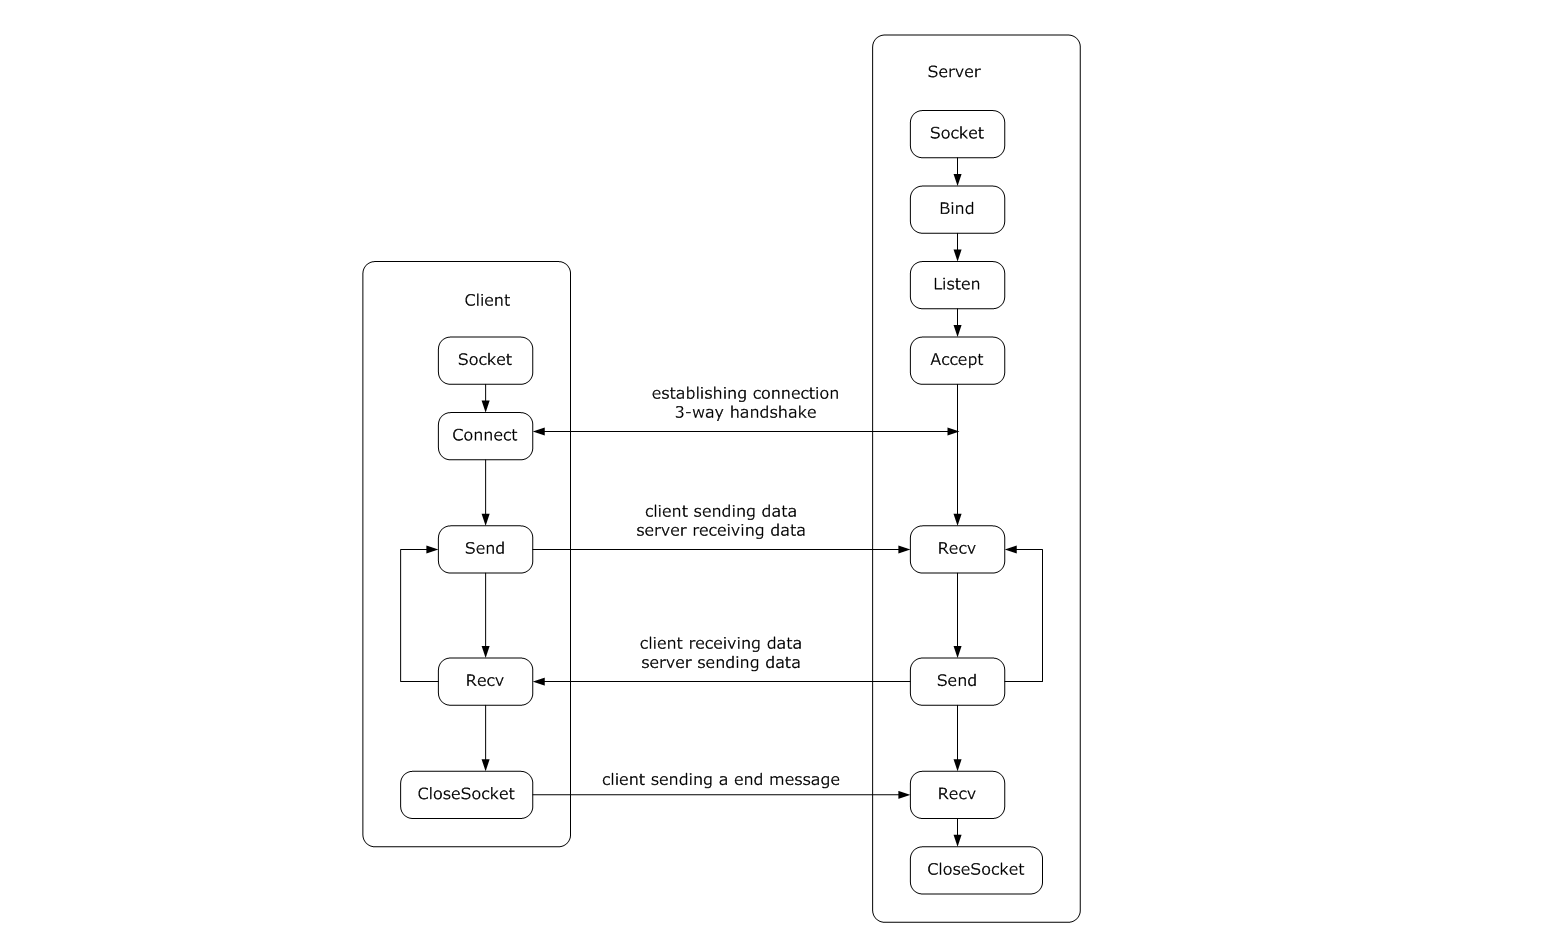 Server
Socket
Bind
Listen
Accept
Client
Socket
Connect
establishing connection
3-way handshake
client sending data
server receiving data
Send
Recv
client receiving data
server sending data
Recv
Send
client sending a end message
CloseSocket
Recv
CloseSocket